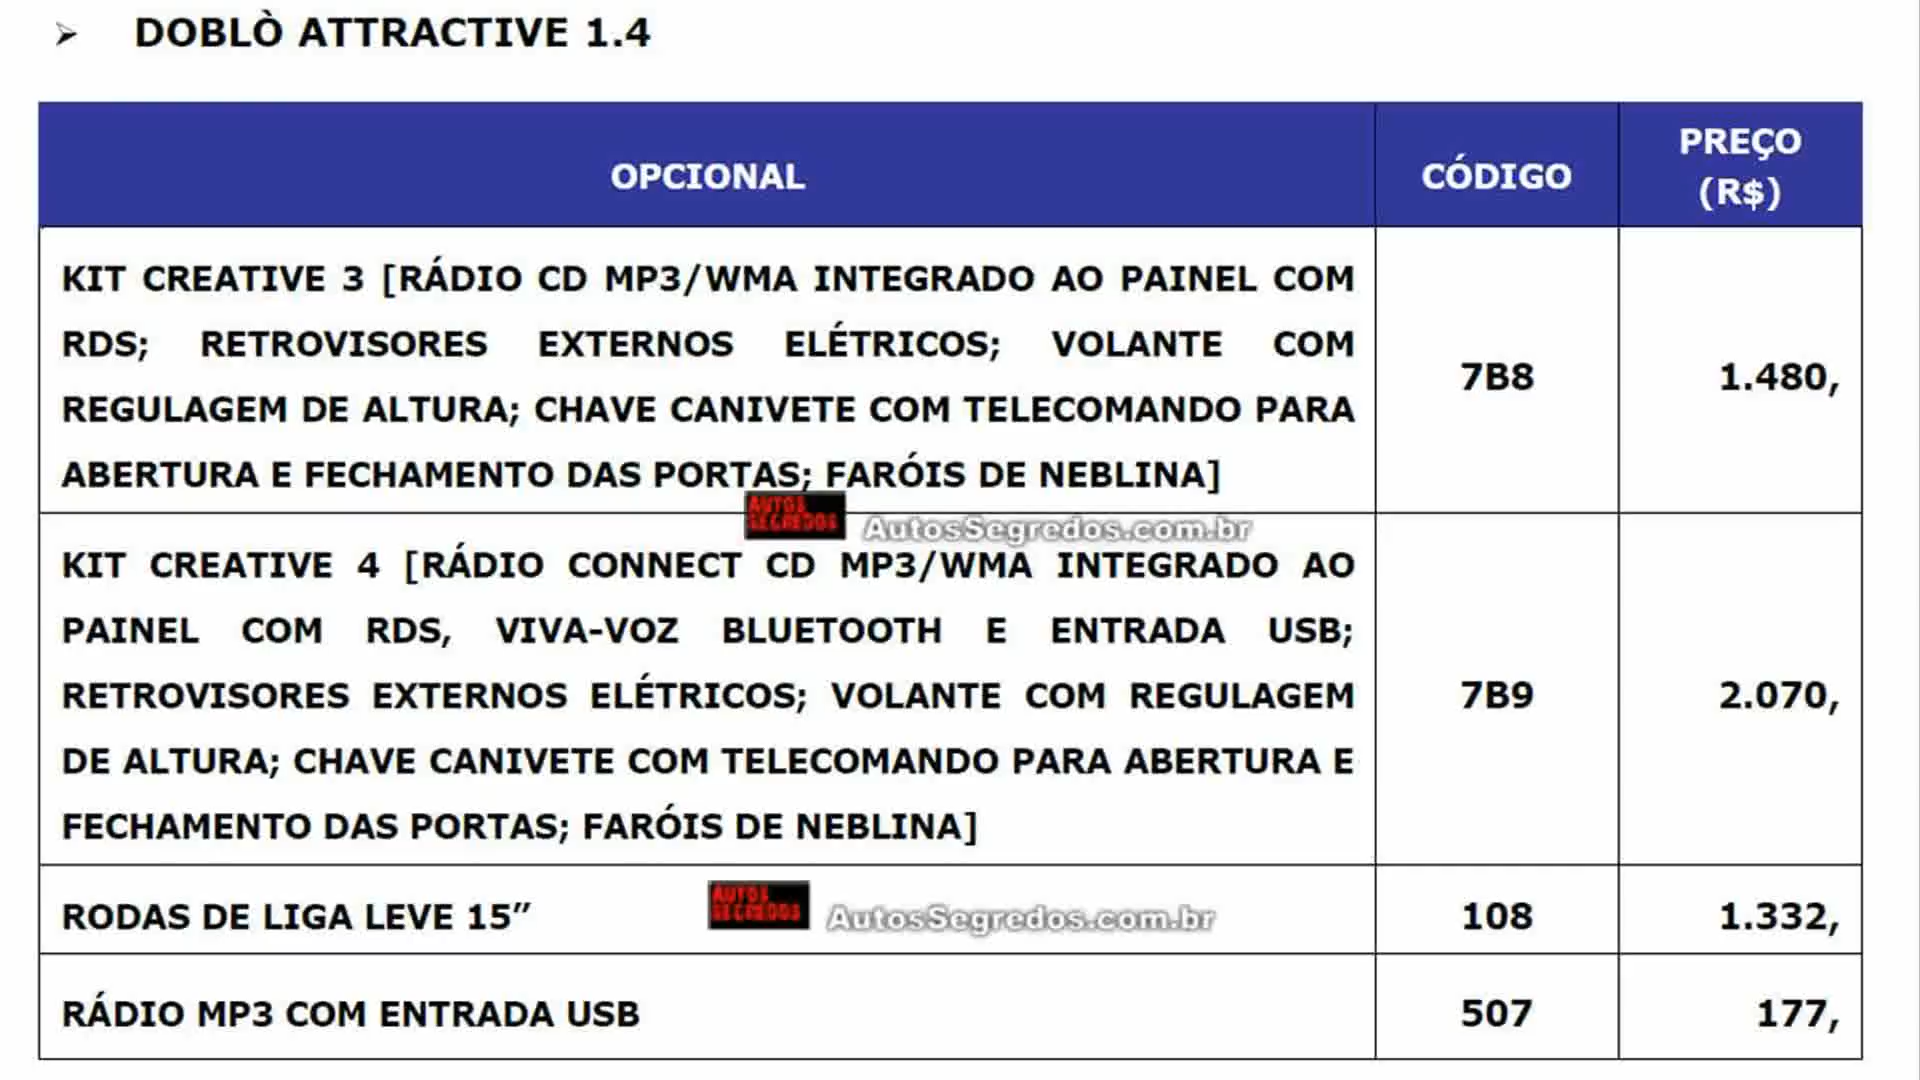 ➢ DOBLÒ ATTRACTIVE 1.4
OPCIONAL
CÓDIGO
PREÇO
(R$)
KIT CREATIVE 3 [RÁDIO CD MP3/WMA INTEGRADO AO PAINEL COM
RDS; RETROVISORES EXTERNOS ELÉTRICOS; VOLANTE COM
REGULAGEM DE ALTURA; CHAVE CANIVETE COM TELECOMANDO PARA
ABERTURA E FECHAMENTO DAS PORTAS; FARÓIS DE NEBLINA]
7B8
1.480,
AUTOS
SEGREDOS
AutosSegredos.com.br
KIT CREATIVE 4 [RÁDIO CONNECT CD MP3/WMA INTEGRADO AO
PAINEL COM RDS, VIVA-VOZ BLUETOOTH E ENTRADA USB;
RETROVISORES EXTERNOS ELÉTRICOS; VOLANTE COM REGULAGEM
DE ALTURA; CHAVE CANIVETE COM TELECOMANDO PARA ABERTURA E
FECHAMENTO DAS PORTAS; FARÓIS DE NEBLINA]
7B9
2.070,
RODAS DE LIGA LEVE 15”
AUTOS
SEGREDOS
AutosSegredos.com.br
108
1.332,
RÁDIO MP3 COM ENTRADA USB
507
177,